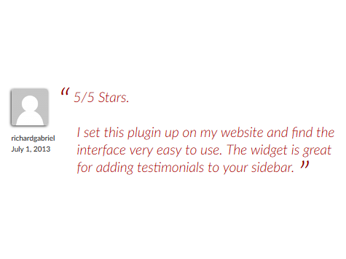 “ 5/5 Stars.
I set this plugin up on my website and find the
interface very easy to use. The widget is great
for adding testimonials to your sidebar. ”
richardgabriel
July 1, 2013